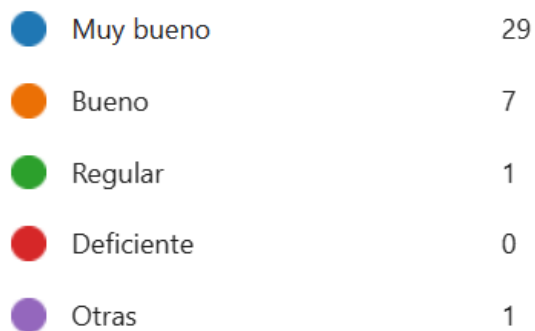 Muy bueno 29
Bueno 7
Regular 1
Deficiente 0
Otras 1